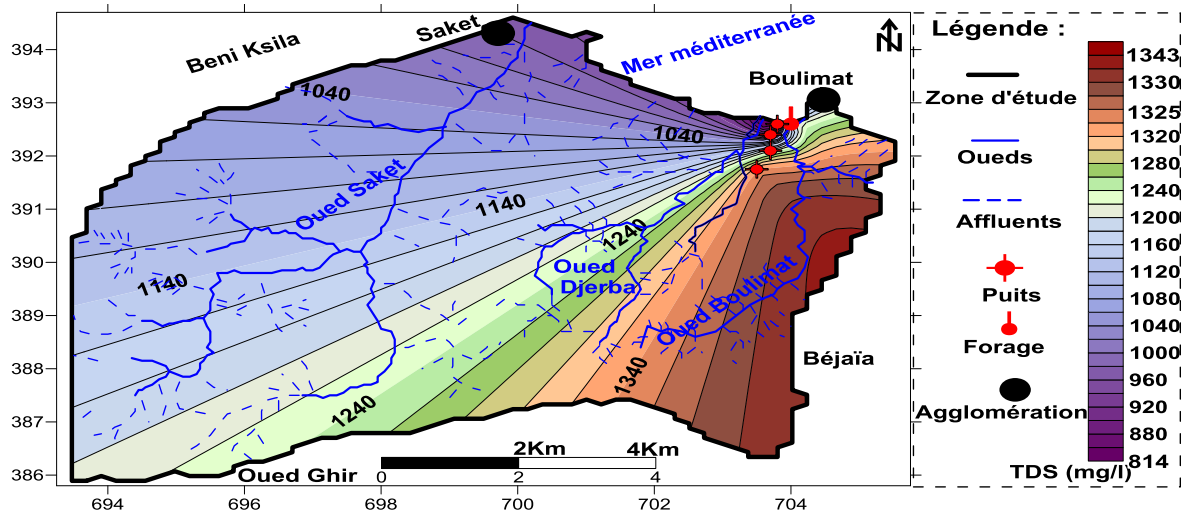 Saket
Beni Ksila
Mer méditerranée
N
Boulimat
1040
1040
Oued Saket
1140
1140
1240
Oued
Djerba
Oued Boulimat
1340
1240
Béjaïa
Oued Ghir
2Km
4Km
0
2
4
394
393
392
391
390
389
388
387
386
694
696
698
700
702
704
Légende :
Zone d'étude
Oueds
Affluents
Puits
Forage
Agglomération
1343
1330
1325
1320
1280
1240
1200
1160
1120
1080
1040
1000
960
920
880
814
TDS (mg/l)